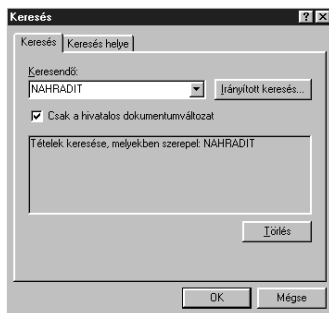 Keresés
Keresés Keresés helye
Keresendő:
NAHRADIT
Irányított keresés...
Csak a hivatalos dokumentumváltozat
Tételek keresése, melyekben szerepel: NAHRADIT
Törlés
OK Mégse